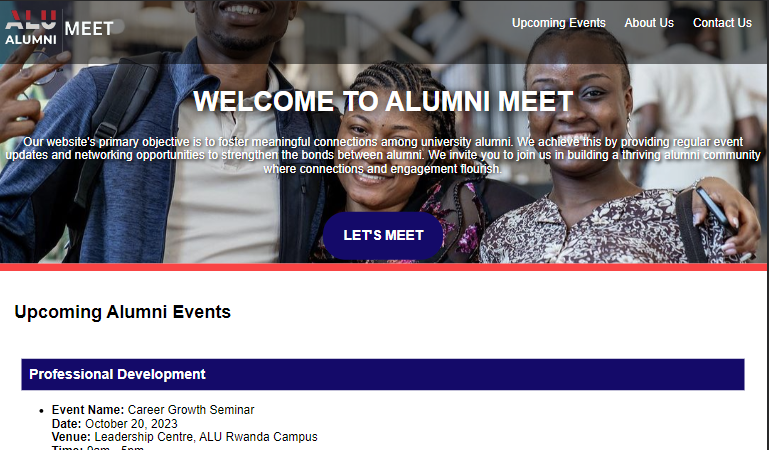 ALU
ALUMNI
MEET
Upcoming Events About Us Contact Us
WELCOME TO ALUMNI MEET
Our website's primary objective is to foster meaningful connections among university alumni. We achieve this by providing regular event
updates and networking opportunities to strengthen the bonds between alumni. We invite you to join us in building a thriving alumni community
where connections and engagement flourish.
LET'S MEET
Upcoming Alumni Events
Professional Development
• Event Name: Career Growth Seminar
Date: October 20, 2023
Venue: Leadership Centre, ALU Rwanda Campus
Time: 9am - 5pm